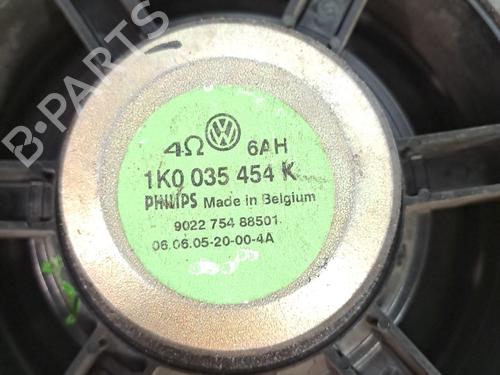 B-PARTS
4Ω VW 6AH
1K0 035 454 K
PHILIPS Made in Belgium
9022 754 88501
06.06.05-20-00-4A